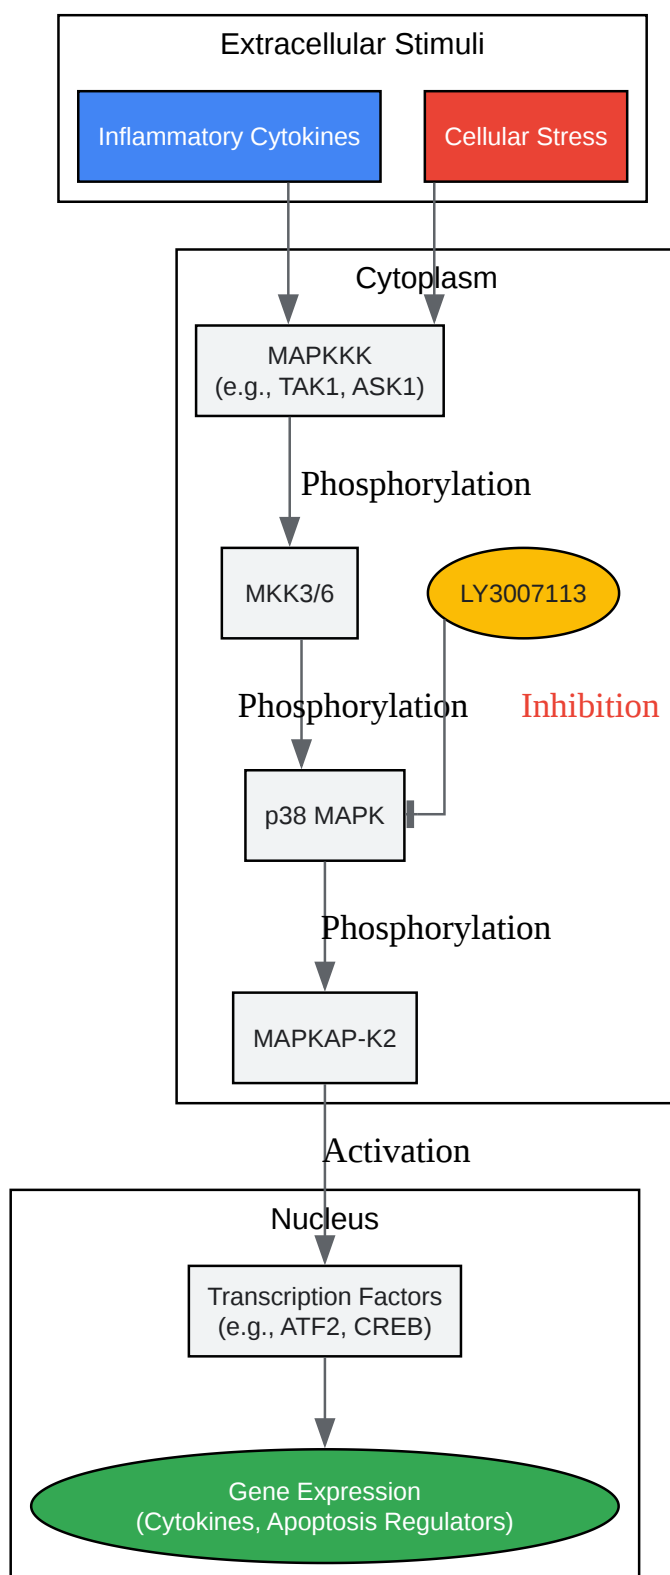 Extracellular Stimuli
Inflammatory Cytokines
Cellular Stress
Cytoplasm
MAPKKK
(e.g., TAK1, ASK1)
Phosphorylation
MKK3/6
LY3007113
Phosphorylation
Inhibition
p38 MAPK
Phosphorylation
MAPKAP-K2
Activation
Nucleus
Transcription Factors
(e.g., ATF2, CREB)
Gene Expression
(Cytokines, Apoptosis Regulators)